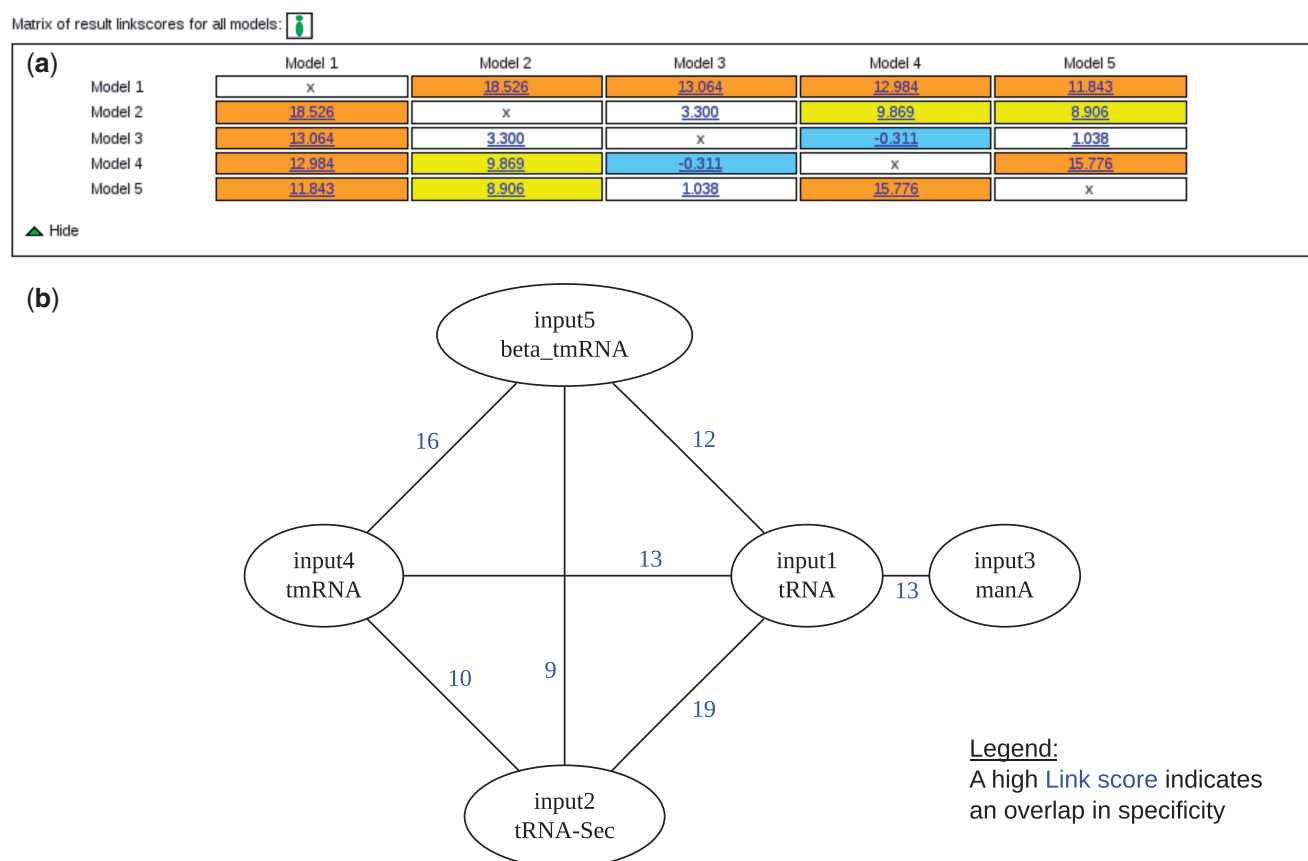 Matrix of result linkscores for all models:
(a)
Model 1 Model 2 Model 3 Model 4 Model 5
Model 1 x 18.526 13.064 12.984 11.843
Model 2 18.526 x 3.300 9.869 8.906
Model 3 13.064 3.300 x -0.311 1.038
Model 4 12.984 9.869 -0.311 x 15.776
Model 5 11.843 8.906 1.038 15.776 x
Hide
(b)
input5
beta_tmRNA
16
12
input4
tmRNA
13
input1
tRNA
13
input3
manA
10
9
19
input2
tRNA-Sec
Legend:
A high Link score indicates
an overlap in specificity